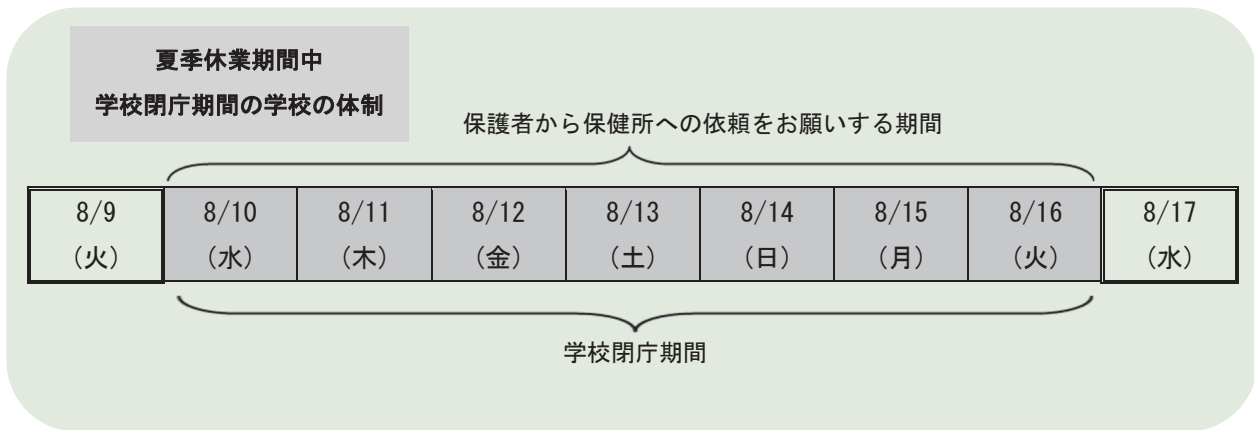 夏季休業期間中
学校閉庁期間の学校の体制
保護者から保健所への依頼をお願いする期間
8/9 8/10 8/11 8/12 8/13 8/14 8/15 8/16 8/17
（火） （水） （木） （金） （土） （日） （月） （火） （水）
学校閉庁期間